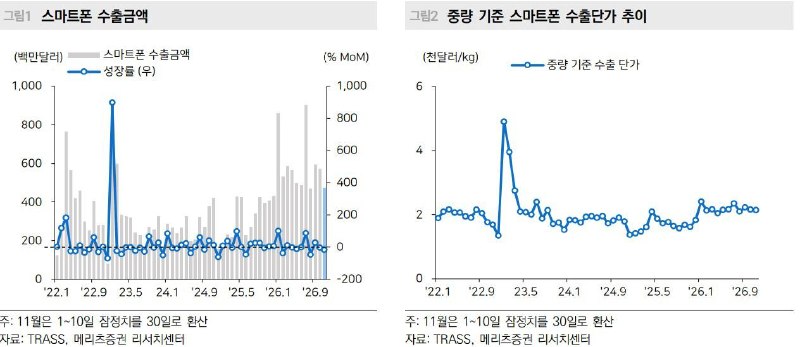 그림1 스마트폰 수출금액
(백만달러)
스마트폰 수출금액
성장률 (우)
(% MoM)
1,000
800
600
400
200
0
1,000
800
600
400
200
0
-200
'22.1 '22.9 '23.5 '24.1 '24.9 '25.5 '26.1 '26.9
주: 11월은 1~10일 잠정치를 30일로 환산
자료: TRASS, 메리츠증권 리서치센터
그림2 중량 기준 스마트폰 수출단가 추이
(천달러/kg)
중량 기준 수출 단가
6
4
2
0
'22.1 '22.9 '23.5 '24.1 '24.9 '25.5 '26.1 '26.9
주: 11월은 1~10일 잠정치를 30일로 환산
자료: TRASS, 메리츠증권 리서치센터